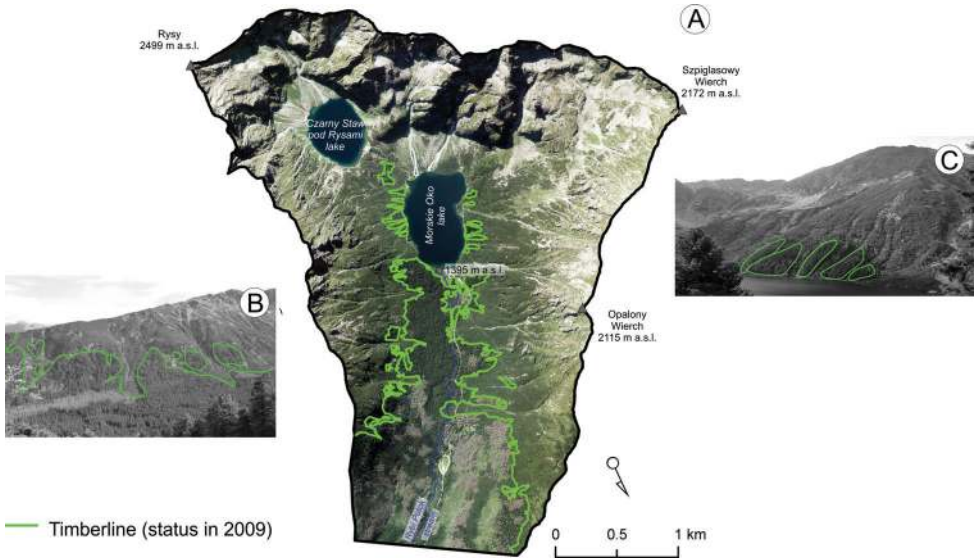 A
Rysy
2499 m a.s.l.
Szpiglasowy
Wierch
2172 m a.s.l.
Czarny Staw
pod Rysami
lake
C
Morskie Oko
lake
1395 m a.s.l.
B
Opalony
Wierch
2115 m a.s.l.
Timberline (status in 2009)
0 0.5 1 km